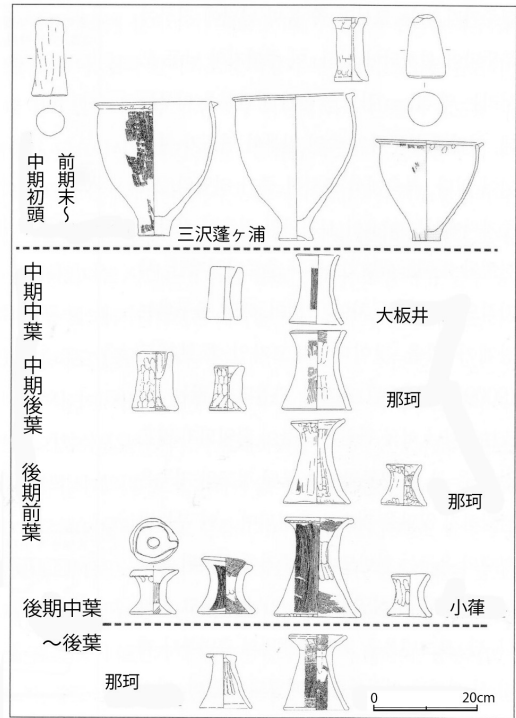 前期末～
中期初頭
三沢蓬ヶ浦
中期中葉
大板井
中期後葉
那珂
後期前葉
那珂
後期中葉
小葎
～後葉
那珂
0 20cm